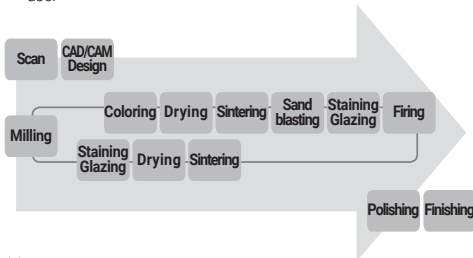 Scan
CAD/CAM
Design
Milling
Coloring
Drying
Sintering
Sand
blasting
Staining
Glazing
Firing
Staining
Glazing
Drying
Sintering
Polishing
Finishing